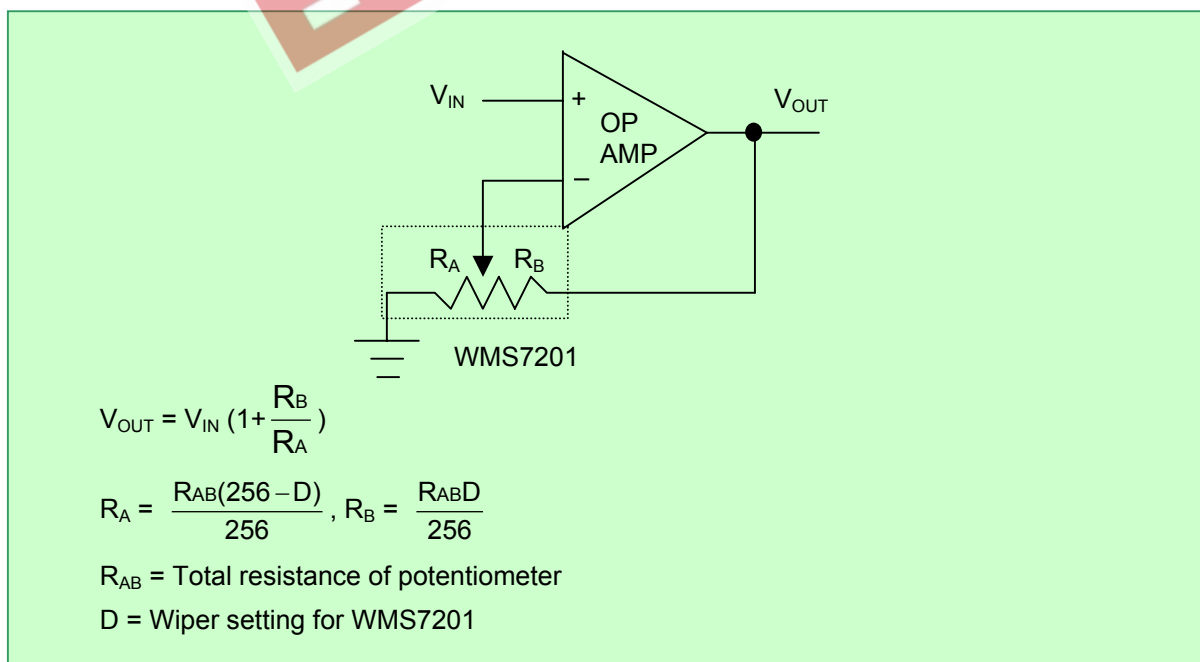 V_IN
+
OP
AMP
−
V_OUT
R_A
R_B
WMS7201
V_OUT = V_IN (1+ R_B / R_A )
R_A = R_AB(256 − D) / 256 , R_B = R_ABD / 256
R_AB = Total resistance of potentiometer
D = Wiper setting for WMS7201